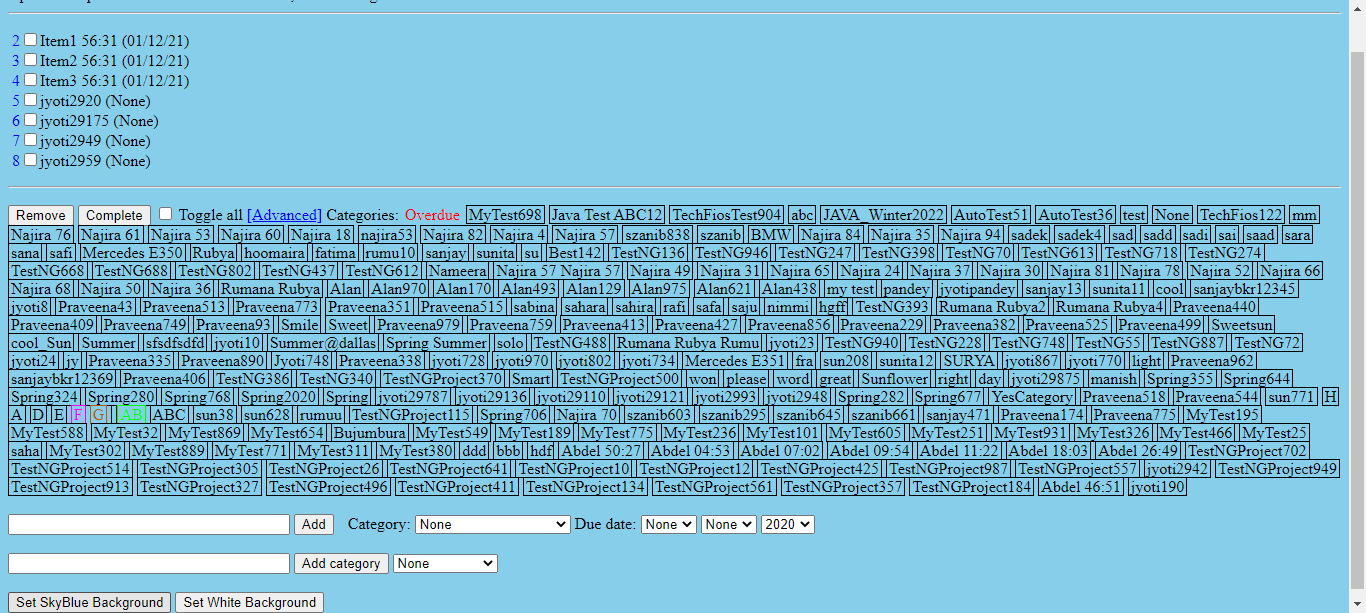 2 Item1 56:31 (01/12/21)
3 Item2 56:31 (01/12/21)
4 Item3 56:31 (01/12/21)
5 jyoti2920 (None)
6 jyoti29175 (None)
7 jyoti2949 (None)
8 jyoti2959 (None)
Remove Complete Toggle all [Advanced] Categories: Overdue MyTest698 Java Test ABC12 TechFiosTest904 abc JAVA_Winter2022 AutoTest51 AutoTest36 test None TechFios122 mm
Najira 76 Najira 61 Najira 53 Najira 60 Najira 18 najira53 Najira 82 Najira 4 Najira 57 szanib838 szanib BMW Najira 84 Najira 35 Najira 94 sadek sadek4 sad sadd sadi sai saad sara
sana safi Mercedes E350 Rubya hoomaira fatima rumu10 sanjay sunita su Best142 TestNG136 TestNG946 TestNG247 TestNG398 TestNG70 TestNG613 TestNG718 TestNG274
TestNG668 TestNG688 TestNG802 TestNG437 TestNG612 Nameera Najira 57 Najira 57 Najira 49 Najira 31 Najira 65 Najira 24 Najira 37 Najira 30 Najira 81 Najira 78 Najira 52 Najira 66
Najira 68 Najira 50 Najira 36 Rumana Rubya Alan Alan970 Alan170 Alan493 Alan129 Alan975 Alan621 Alan438 my test pandey jyotipandey sanjay13 sunita11 cool sanjaybkr12345
jyoti8 Praveena43 Praveena513 Praveena773 Praveena351 Praveena515 sabina sahara sahira rafi safa saju nimmi hgff TestNG393 Rumana Rubya2 Rumana Rubya4 Praveena440
Praveena409 Praveena749 Praveena93 Smile Sweet Praveena979 Praveena759 Praveena413 Praveena427 Praveena856 Praveena229 Praveena382 Praveena525 Praveena499 Sweetsun
cool_Sun Summer sfsdfsdfd jyoti10 Summer@dallas Spring Summer solo TestNG488 Rumana Rubya Rumu jyoti23 TestNG940 TestNG228 TestNG748 TestNG55 TestNG887 TestNG72
jyoti24 jy Praveena335 Praveena890 Jyoti748 Praveena338 jyoti728 jyoti970 jyoti802 jyoti734 Mercedes E351 fra sun208 sunita12 SURYA jyoti867 jyoti770 light Praveena962
sanjaybkr12369 Praveena406 TestNG386 TestNG340 TestNGProject370 Smart TestNGProject500 won please word great Sunflower right day jyoti29875 manish Spring355 Spring644
Spring324 Spring280 Spring768 Spring2020 Spring jyoti29787 jyoti29136 jyoti29110 jyoti29121 jyoti2993 jyoti2948 Spring282 Spring677 YesCategory Praveena518 Praveena544 sun771 H
A D E F G AB ABC sun38 sun628 rumuu TestNGProject115 Spring706 Najira 70 szanib603 szanib295 szanib645 szanib661 sanjay471 Praveena174 Praveena775 MyTest195
MyTest588 MyTest32 MyTest869 MyTest654 Bujumbura MyTest549 MyTest189 MyTest775 MyTest236 MyTest101 MyTest605 MyTest251 MyTest931 MyTest326 MyTest466 MyTest25
saha MyTest302 MyTest889 MyTest771 MyTest311 MyTest380 ddd bbb hdf Abdel 50:27 Abdel 04:53 Abdel 07:02 Abdel 09:54 Abdel 11:22 Abdel 18:03 Abdel 26:49 TestNGProject702
TestNGProject514 TestNGProject305 TestNGProject26 TestNGProject641 TestNGProject10 TestNGProject12 TestNGProject425 TestNGProject987 TestNGProject557 jyoti2942 TestNGProject949
TestNGProject913 TestNGProject327 TestNGProject496 TestNGProject411 TestNGProject134 TestNGProject561 TestNGProject357 TestNGProject184 Abdel 46:51 jyoti190
Add Category: None Due date: None None 2020
Add category None
Set SkyBlue Background Set White Background